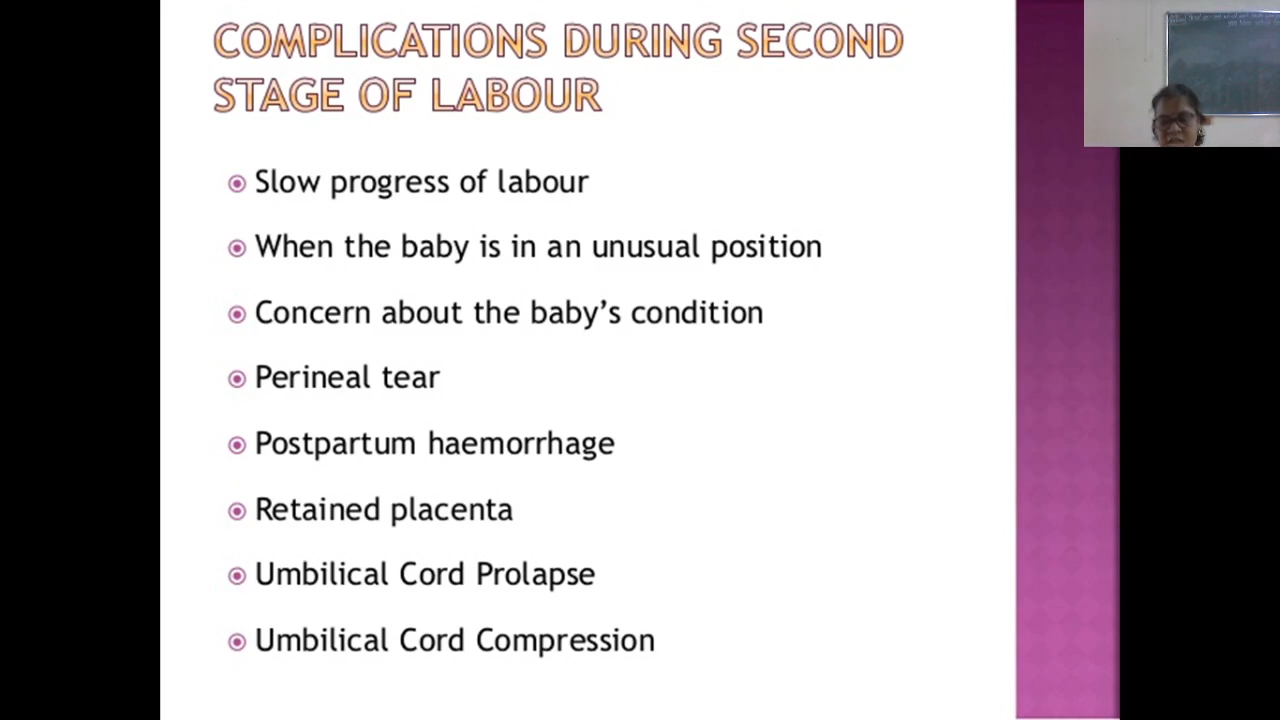 COMPLICATIONS DURING SECOND
STAGE OF LABOUR
Slow progress of labour
When the baby is in an unusual position
Concern about the baby's condition
Perineal tear
Postpartum haemorrhage
Retained placenta
Umbilical Cord Prolapse
Umbilical Cord Compression